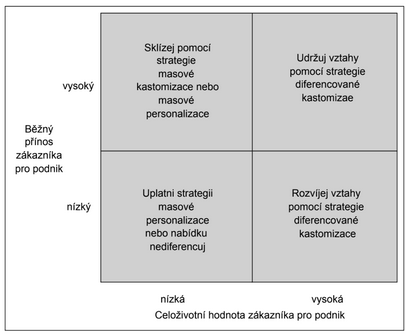 Sklízej pomocí
strategie
masové
kastomizace nebo
masové
personalizace
Udržuj vztahy
pomocí strategie
diferencované
kastomizae
vysoký
Běžný
přínos
zákazníka
pro podnik
nízký
Uplatni strategii
masové
personalizace
nebo nabídku
nediferencuj
Rozvíjej vztahy
pomocí strategie
diferencované
kastomizace
nízká
vysoká
Celoživotní hodnota zákazníka pro podnik